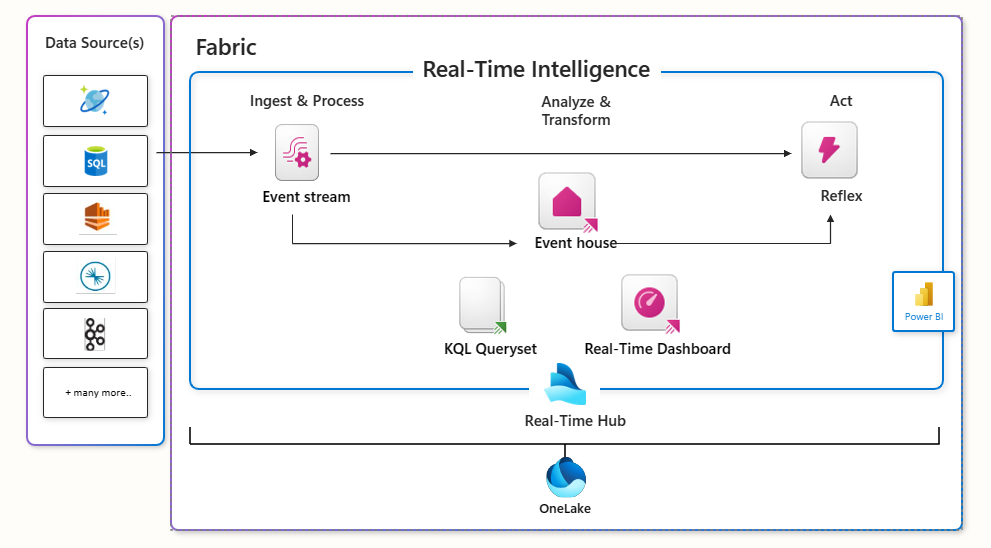 Data Source(s)
SQL
+ many more..
Fabric
Real-Time Intelligence
Ingest & Process
Analyze &
Transform
Act
Event stream
Reflex
Event house
KQL Queryset
Real-Time Dashboard
Power BI
Real-Time Hub
OneLake